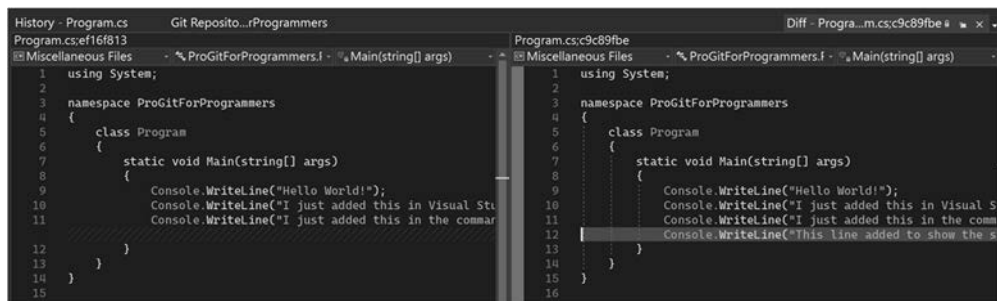 History - Program.cs Git Reposito...rProgrammers Diff - Progra...m.cs;c9c89fbe
Program.cs;ef16f813
Miscellaneous Files ProGitForProgrammers.F Main(string[] args)
1 using System;
2
3 namespace ProGitForProgrammers
4 {
5 class Program
6 {
7 static void Main(string[] args)
8 {
9 Console.WriteLine("Hello World!");
10 Console.WriteLine("I just added this in Visual Stu
11 Console.WriteLine("I just added this in the comman
12 }
13 }
14 }
15
Program.cs;c9c89fbe
Miscellaneous Files ProGitForProgrammers.F Main(string[] args)
1 using System;
2
3 namespace ProGitForProgrammers
4 {
5 class Program
6 {
7 static void Main(string[] args)
8 {
9 Console.WriteLine("Hello World!");
10 Console.WriteLine("I just added this in Visual S
11 Console.WriteLine("I just added this in the comm
12 Console.WriteLine("This line added to show the s
13 }
14 }
15 }
16